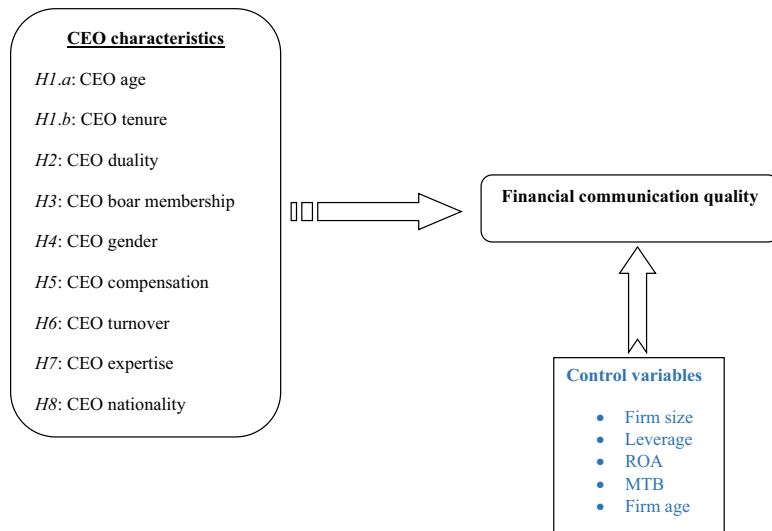 CEO characteristics
H1.a: CEO age
H1.b: CEO tenure
H2: CEO duality
H3: CEO boar membership
H4: CEO gender
H5: CEO compensation
H6: CEO turnover
H7: CEO expertise
H8: CEO nationality
Financial communication quality
Control variables
• Firm size
• Leverage
• ROA
• MTB
• Firm age